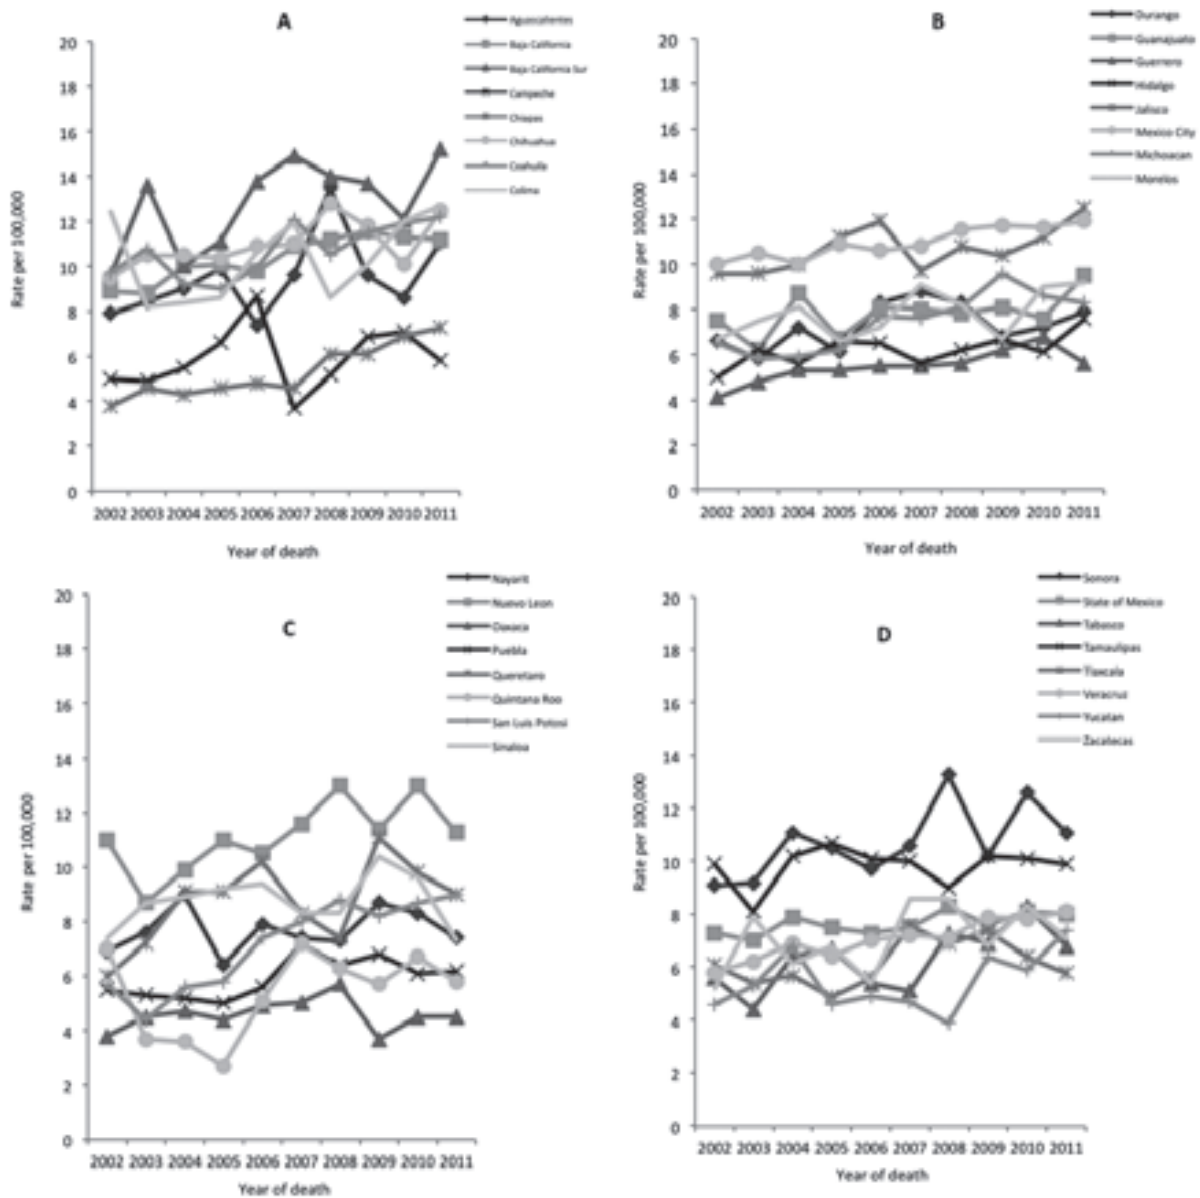 A
Aguascalientes
Baja California
Baja California Sur
Campeche
Chiapas
Chihuahua
Coahuila
Colima
20
18
16
14
12
10
8
6
4
2
0
Rate per 100,000
2002 2003 2004 2005 2006 2007 2008 2009 2010 2011
Year of death
B
Durango
Guanajuato
Guerrero
Hidalgo
Jalisco
Mexico City
Michoacan
Morelos
20
18
16
14
12
10
8
6
4
2
0
Rate per 100,000
2002 2003 2004 2005 2006 2007 2008 2009 2010 2011
Year of death
C
Nayarit
Nuevo Leon
Oaxaca
Puebla
Queretaro
Quintana Roo
San Luis Potosi
Sinaloa
20
18
16
14
12
10
8
6
4
2
0
Rate per 100,000
2002 2003 2004 2005 2006 2007 2008 2009 2010 2011
Year of death
D
Sonora
State of Mexico
Tabasco
Tamaulipas
Tlaxcala
Veracruz
Yucatan
Zacatecas
20
18
16
14
12
10
8
6
4
2
0
Rate per 100,000
2002 2003 2004 2005 2006 2007 2008 2009 2010 2011
Year of death